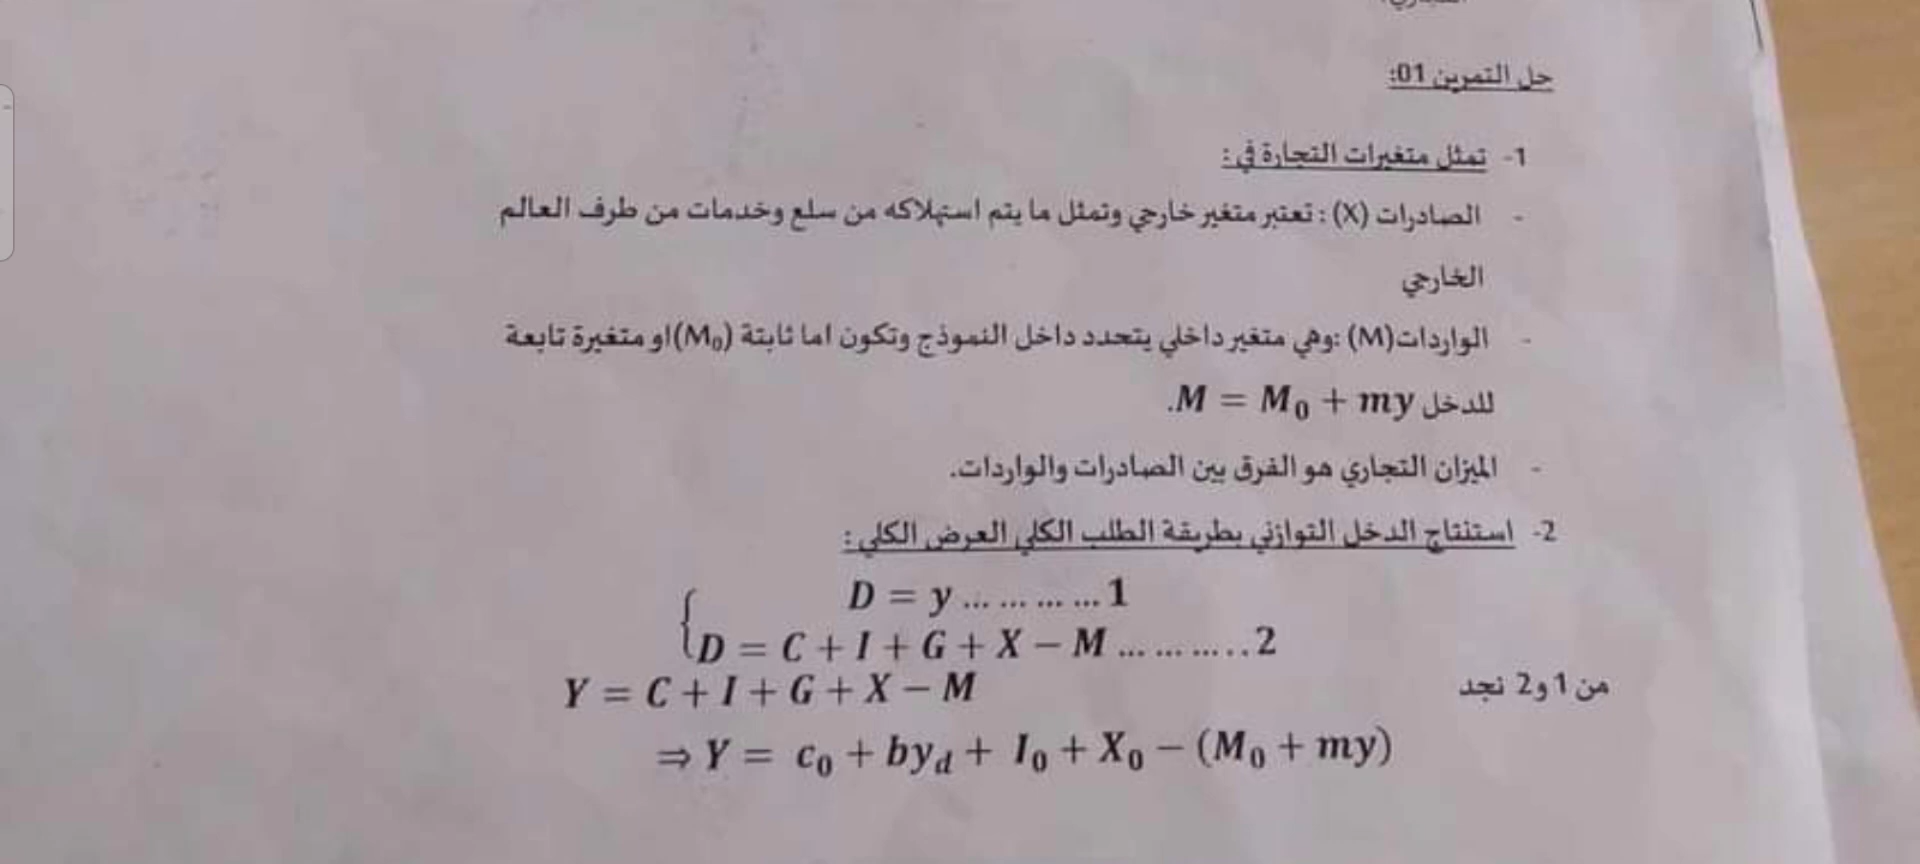 حل التمرين 01:
1- تمثل متغيرات التجارة في:
- الصادرات (X): تعتبر متغير خارجي وتمثل ما يتم استهلاكه من سلع وخدمات من طرف العالم
الخارجي
- الواردات(M) :وهي متغير داخلي يتحدد داخل النموذج وتكون اما ثابتة (M₀)او متغيرة تابعة
للدخل M = M₀ + my.
- الميزان التجاري هو الفرق بين الصادرات والواردات.
2- استنتاج الدخل التوازني بطريقة الطلب الكلي العرض الكلي:
D = y ... ... ... ... 1
D = C + I + G + X − M ... ... ... . . 2
من 1 و2 نجد Y = C + I + G + X − M
⇒ Y = c₀ + by_d + I₀ + X₀ − (M₀ + my)